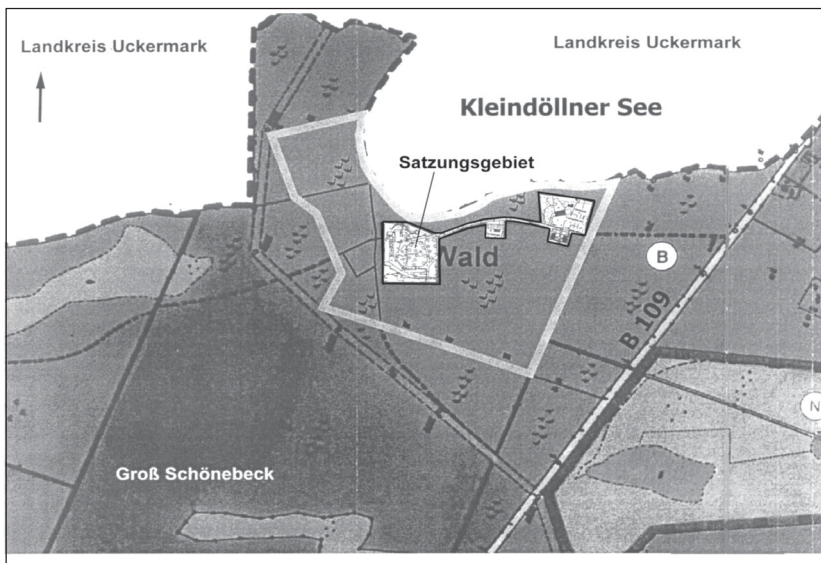 Landkreis Uckermark
Landkreis Uckermark
Kleindöllner See
Satzungsgebiet
Wald
B
B 109
N
Groß Schönebeck